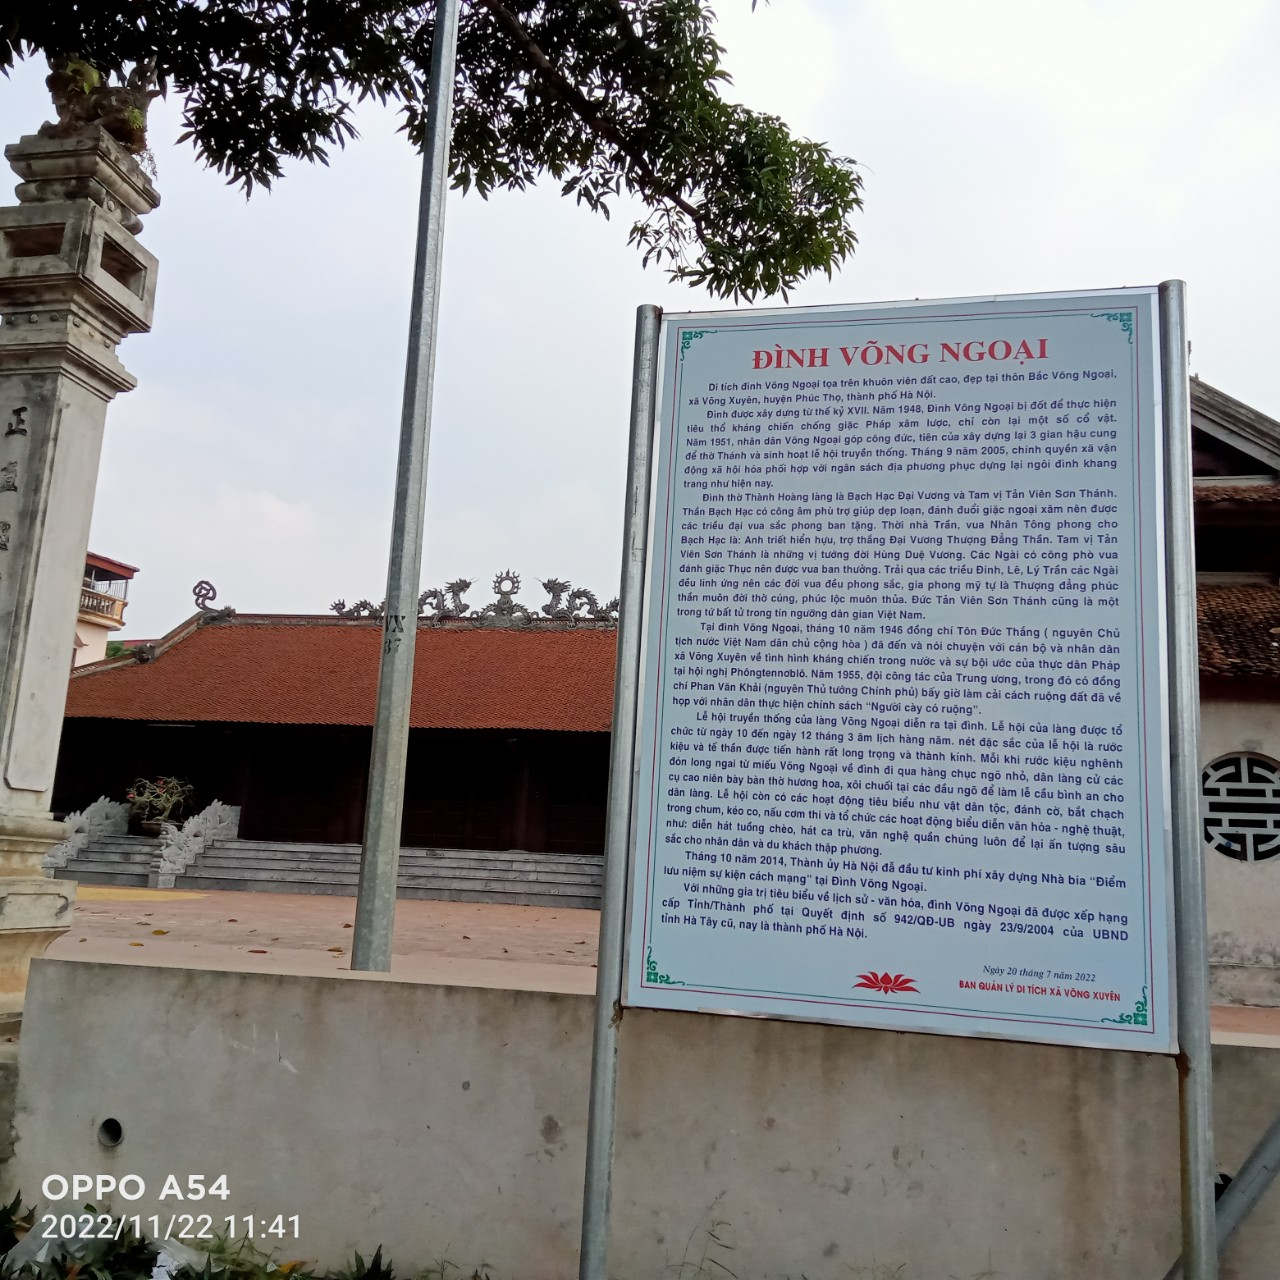 ĐÌNH VÕNG NGOẠI
Di tích đình Võng Ngoại tọa trên khuôn viên đất cao, đẹp tại thôn Bắc Võng Ngoại,
xã Võng Xuyên, huyện Phúc Thọ, thành phố Hà Nội.
Đình được xây dựng từ thế kỷ XVII. Năm 1948, Đình Võng Ngoại bị đốt để thực hiện
tiêu thổ kháng chiến chống giặc Pháp xâm lược, chỉ còn lại một số cổ vật.
Năm 1951, nhân dân Võng Ngoại góp công đức, tiền của xây dựng lại 3 gian hậu cung
để thờ Thánh và sinh hoạt lễ hội truyền thống. Tháng 9 năm 2005, chính quyền xã vận
động xã hội hóa phối hợp với ngân sách địa phương phục dựng lại ngôi đình khang
trang như hiện nay.
Đình thờ Thành Hoàng làng là Bạch Hạc Đại Vương và Tam vị Tản Viên Sơn Thánh.
Thần Bạch Hạc có công âm phù trợ giúp dẹp loạn, đánh đuổi giặc ngoại xâm nên được
các triều đại vua sắc phong ban tặng. Thời nhà Trần, vua Nhân Tông phong cho
Bạch Hạc là: Anh triết hiển hựu, trợ thắng Đại Vương Thượng Đẳng Thần. Tam vị Tản
Viên Sơn Thánh là những vị tướng đời Hùng Duệ Vương. Các Ngài có công phò vua
đánh giặc Thục nên được vua ban thưởng. Trải qua các triều Đinh, Lê, Lý Trần các Ngài
đều linh ứng nên các đời vua đều phong sắc, gia phong mỹ tự là Thượng đẳng phúc
thần muôn đời thờ cúng, phúc lộc muôn thủa. Đức Tản Viên Sơn Thánh cũng là một
trong tứ bất tử trong tín ngưỡng dân gian Việt Nam.
Tại đình Võng Ngoại, tháng 10 năm 1946 đồng chí Tôn Đức Thắng ( nguyên Chủ
tịch nước Việt Nam dân chủ cộng hòa ) đã đến và nói chuyện với cán bộ và nhân dân
xã Võng Xuyên về tình hình kháng chiến trong nước và sự bội ước của thực dân Pháp
tại hội nghị Phôngtennoblô. Năm 1955, đội công tác của Trung ương, trong đó có đồng
chí Phan Văn Khải (nguyên Thủ tướng Chính phủ) bấy giờ làm cải cách ruộng đất đã về
họp với nhân dân thực hiện chính sách "Người cày có ruộng".
Lễ hội truyền thống của làng Võng Ngoại diễn ra tại đình. Lễ hội của làng được tổ
chức từ ngày 10 đến ngày 12 tháng 3 âm lịch hàng năm. nét đặc sắc của lễ hội là rước
kiệu và tế thần được tiến hành rất long trọng và thành kính. Mỗi khi rước kiệu nghênh
đón long ngai từ miếu Võng Ngoại về đình đi qua hàng chục ngõ nhỏ, dân làng cử các
cụ cao niên bày bàn thờ hương hoa, xôi chuối tại các đầu ngõ để làm lễ cầu bình an cho
dân làng. Lễ hội còn có các hoạt động tiêu biểu như vật dân tộc, đánh cờ, bắt chạch
trong chum, kéo co, nấu cơm thi và tổ chức các hoạt động biểu diễn văn hóa - nghệ thuật,
như: diễn hát tuồng chèo, hát ca trù, văn nghệ quần chúng luôn để lại ấn tượng sâu
sắc cho nhân dân và du khách thập phương.
Tháng 10 năm 2014, Thành ủy Hà Nội đã đầu tư kinh phí xây dựng Nhà bia "Điểm
lưu niệm sự kiện cách mạng" tại Đình Võng Ngoại.
Với những gia trị tiêu biểu về lịch sử - văn hóa, đình Võng Ngoại đã được xếp hạng
cấp Tỉnh/Thành phố tại Quyết định số 942/QĐ-UB ngày 23/9/2004 của UBND
tỉnh Hà Tây cũ, nay là thành phố Hà Nội.
Ngày 20 tháng 7 năm 2022
BAN QUẢN LÝ DI TÍCH XÃ VÕNG XUYÊN
正
直
VX
37
OPPO A54
2022/11/22 11:41